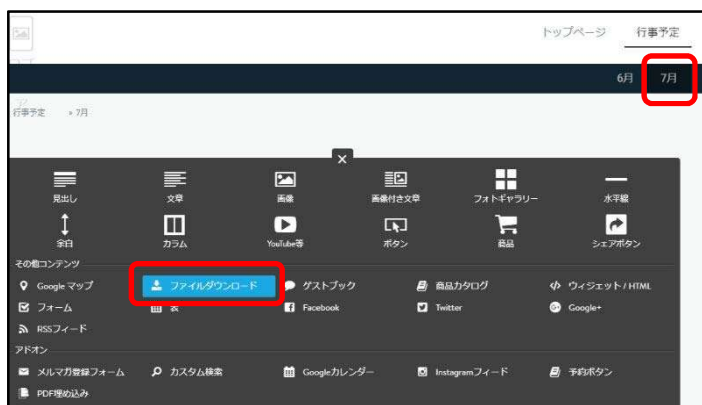 トップページ 行事予定
6月 7月
行事予定 » 7月
×
見出し 文章 画像 画像付き文章 フォトギャラリー 水平線
余白 カラム YouTube等 ボタン 商品 シェアボタン
その他コンテンツ
Google マップ ファイルダウンロード ゲストブック 商品カタログ ウィジェット / HTML
フォーム 表 Facebook Twitter Google+
RSSフィード
アドオン
メルマガ登録フォーム カスタム検索 Googleカレンダー Instagramフィード 予約ボタン
PDF埋め込み